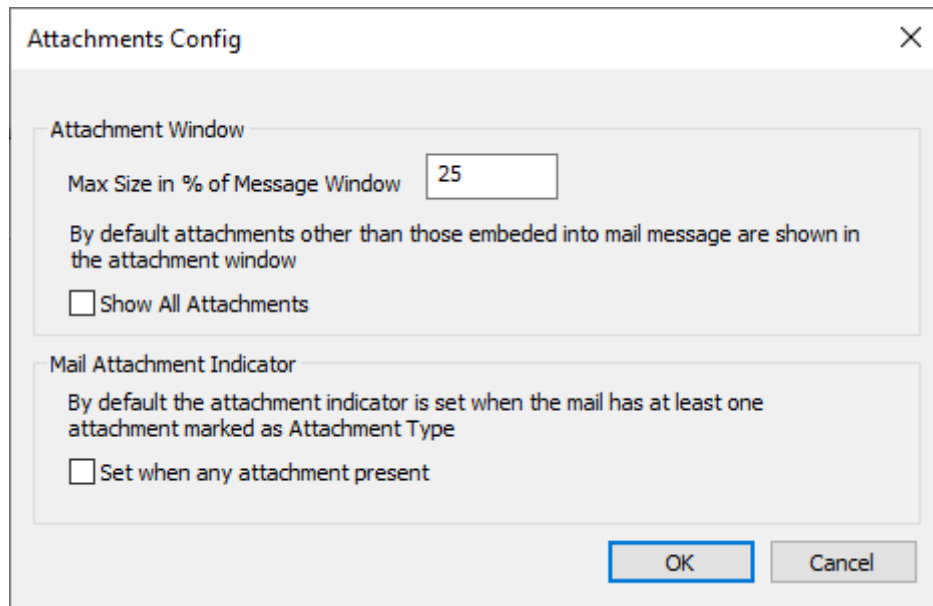 Attachments Config
Attachment Window
Max Size in % of Message Window 25
By default attachments other than those embeded into mail message are shown in
the attachment window
Show All Attachments
Mail Attachment Indicator
By default the attachment indicator is set when the mail has at least one
attachment marked as Attachment Type
Set when any attachment present
OK Cancel